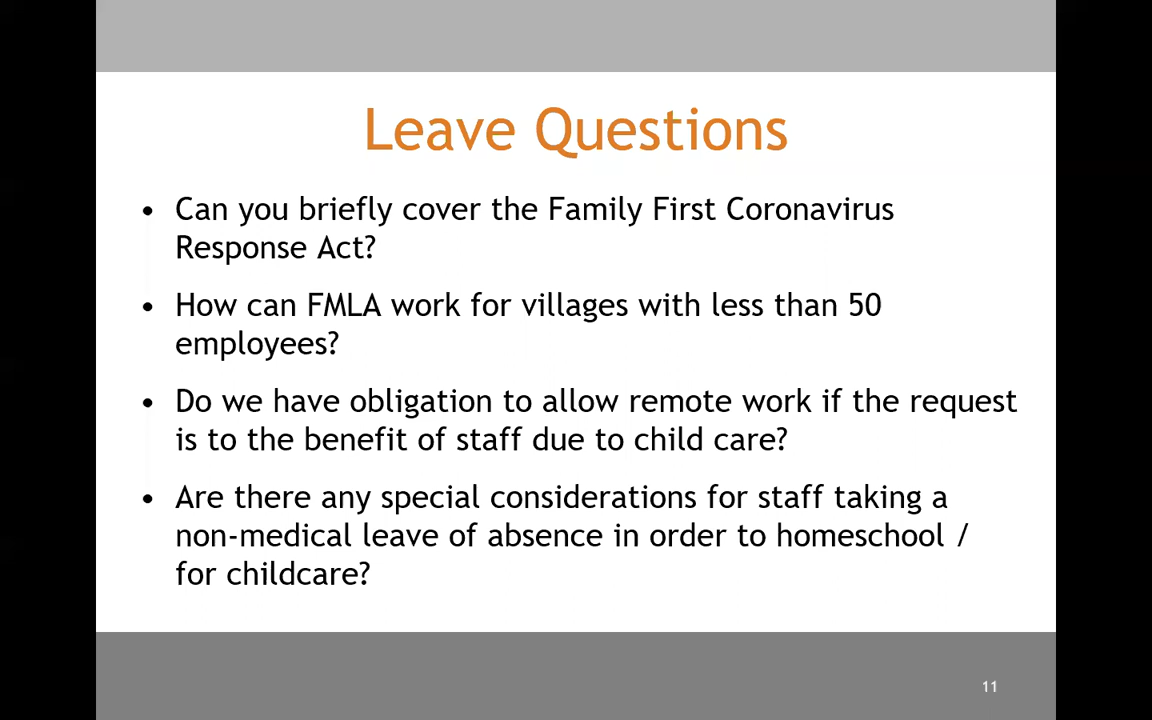 Leave Questions
• Can you briefly cover the Family First Coronavirus
Response Act?
• How can FMLA work for villages with less than 50
employees?
• Do we have obligation to allow remote work if the request
is to the benefit of staff due to child care?
• Are there any special considerations for staff taking a
non-medical leave of absence in order to homeschool /
for childcare?
11